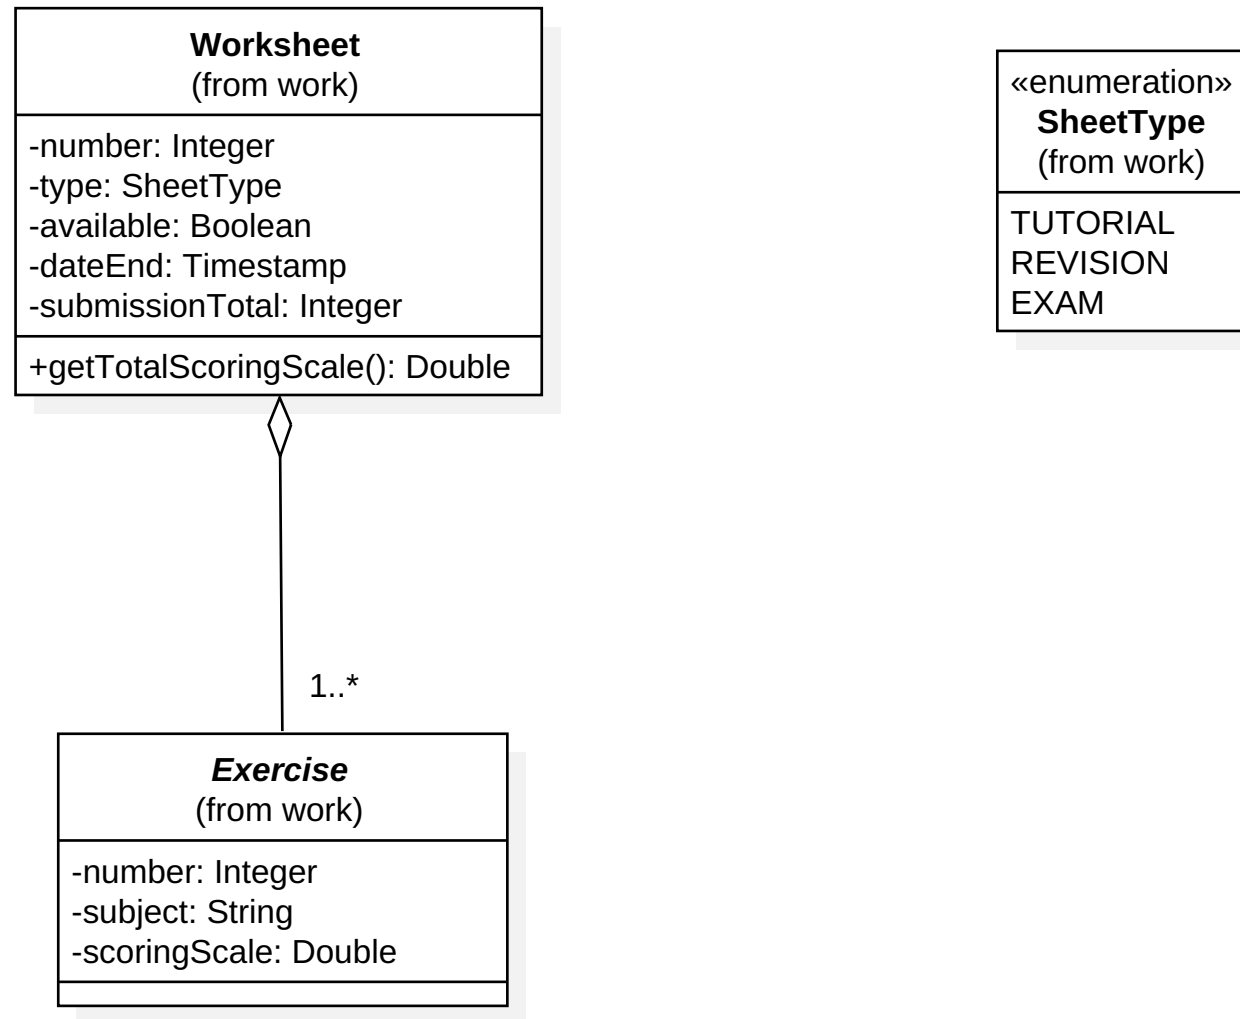 Worksheet
(from work)
-number: Integer
-type: SheetType
-available: Boolean
-dateEnd: Timestamp
-submissionTotal: Integer
+getTotalScoringScale(): Double
«enumeration»
SheetType
(from work)
TUTORIAL
REVISION
EXAM
1..*
Exercise
(from work)
-number: Integer
-subject: String
-scoringScale: Double